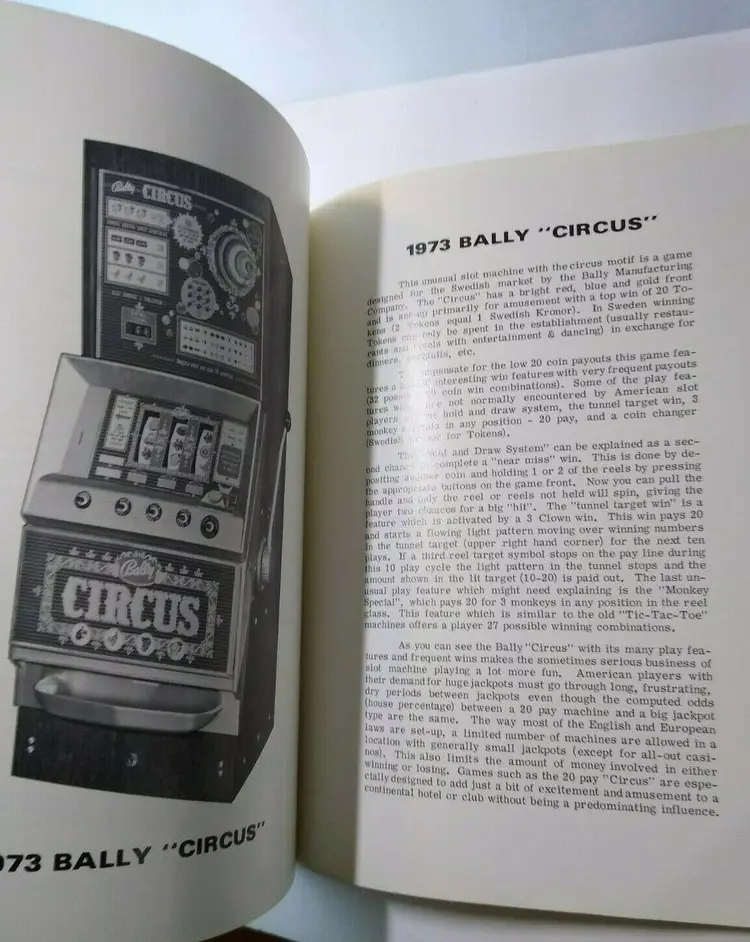 Bally
CIRCUS
Bally
CIRCUS
973 BALLY "CIRCUS"
1973 BALLY "CIRCUS"
This unusual slot machine with the circus motif is a game
designed for the Swedish market by the Bally Manufacturing
Company. The "Circus" has a bright red, blue and gold front
and is set-up primarily for amusement with a top win of 20 To-
kens (2 Tokens equal 1 Swedish Kronor). In Sweden winning
Tokens can only be spent in the establishment (usually restau-
rants and hotels with entertainment & dancing) in exchange for
dinners, etc.
compensate for the low 20 coin payouts this game fea-
tures a interesting win features with very frequent payouts
(32 coin win combinations). Some of the play fea-
tures are not normally encountered by American slot
players hold and draw system, the tunnel target win, 3
monkey in any position - 20 pay, and a coin changer
(Swedish for Tokens).
The and Draw System" can be explained as a sec-
ond chance complete a "near miss" win. This is done by de-
positing another coin and holding 1 or 2 of the reels by pressing
the appropriate buttons on the game front. Now you can pull the
handle and only the reel or reels not held will spin, giving the
player two chances for a big "hit". The "tunnel target win" is a
feature which is activated by a 3 Clown win. This win pays 20
and starts a flowing light pattern moving over winning numbers
in the tunnel target (upper right hand corner) for the next ten
plays. If a third reel target symbol stops on the pay line during
this 10 play cycle the light pattern in the tunnel stops and the
amount shown in the lit target (10-20) is paid out. The last un-
usual play feature which might need explaining is the "Monkey
Special", which pays 20 for 3 monkeys in any position in the reel
glass. This feature which is similar to the old "Tic-Tac-Toe"
machines offers a player 27 possible winning combinations.
As you can see the Bally "Circus" with its many play fea-
tures and frequent wins makes the sometimes serious business of
slot machine playing a lot more fun. American players with
their demand for huge jackpots must go through long, frustrating,
dry periods between jackpots even though the computed odds
(house percentage) between a 20 pay machine and a big jackpot
type are the same. The way most of the English and European
laws are set-up, a limited number of machines are allowed in a
location with generally small jackpots (except for all-out casi-
nos). This also limits the amount of money involved in either
winning or losing. Games such as the 20 pay "Circus" are espe-
cially designed to add just a bit of excitement and amusement to a
continental hotel or club without being a predominating influence.